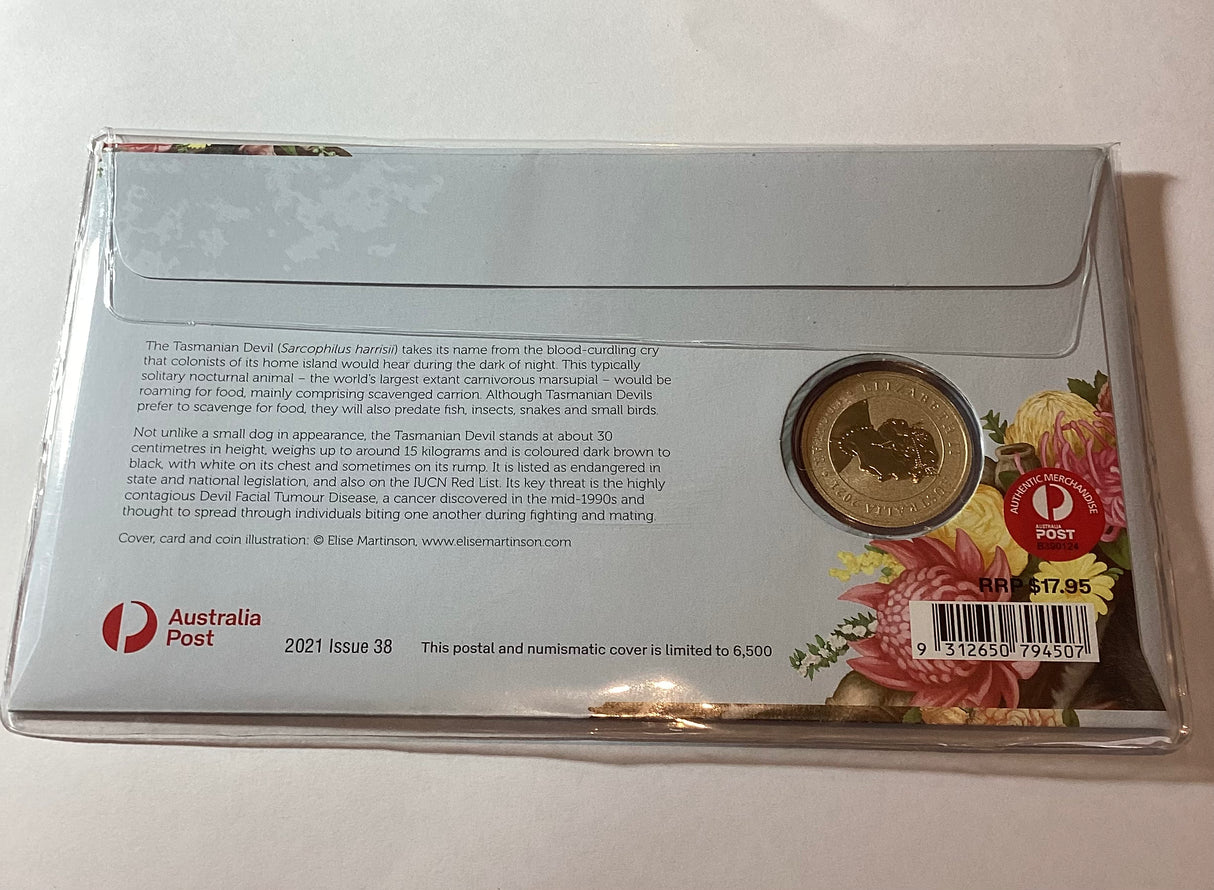 The Tasmanian Devil (Sarcophilus harrisii) takes its name from the blood-curdling cry
that colonists of its home island would hear during the dark of night. This typically
solitary nocturnal animal – the world's largest extant carnivorous marsupial – would be
roaming for food, mainly comprising scavenged carrion. Although Tasmanian Devils
prefer to scavenge for food, they will also predate fish, insects, snakes and small birds.
Not unlike a small dog in appearance, the Tasmanian Devil stands at about 30
centimetres in height, weighs up to around 15 kilograms and is coloured dark brown to
black, with white on its chest and sometimes on its rump. It is listed as endangered in
state and national legislation, and also on the IUCN Red List. Its key threat is the highly
contagious Devil Facial Tumour Disease, a cancer discovered in the mid-1990s and
thought to spread through individuals biting one another during fighting and mating.
Cover, card and coin illustration: © Elise Martinson, www.elisemartinson.com
ELIZABETH II
AUSTRALIA 2021
AUTHENTIC MERCHANDISE
AUSTRALIA
POST
B390124
RRP $17.95
9 312650 794507
Australia
Post
2021 Issue 38
This postal and numismatic cover is limited to 6,500